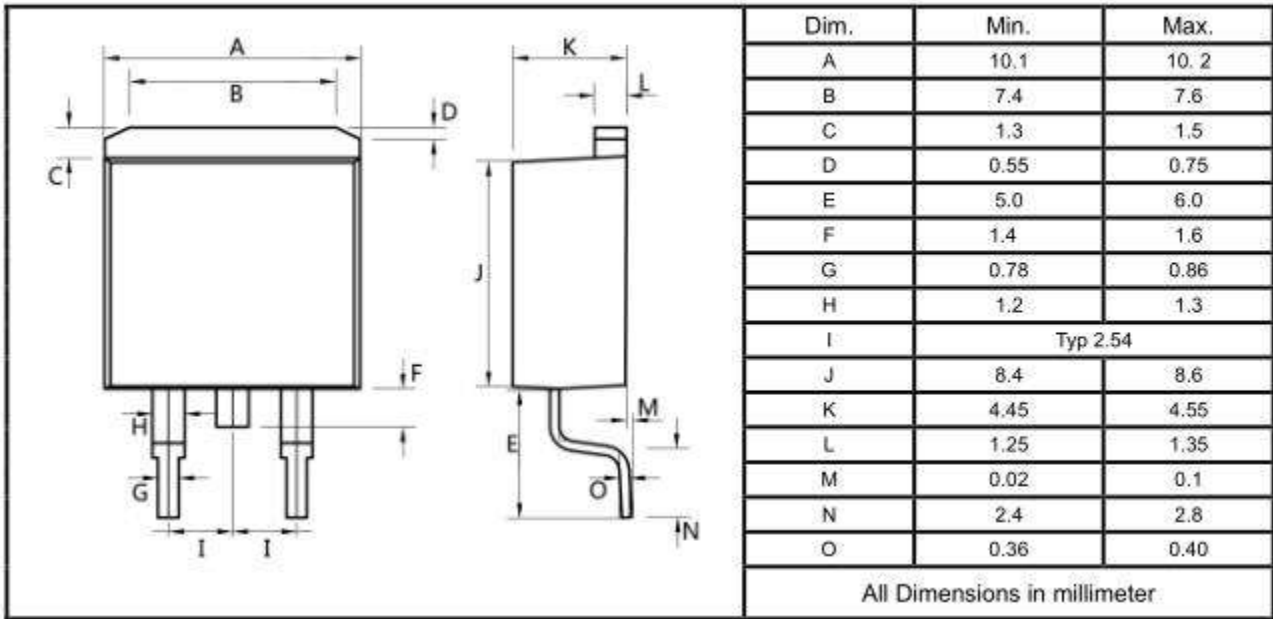 A
B
C
D
K
L
J
F
H
G
I I
E
M
O
N
Dim. Min. Max.
A 10.1 10. 2
B 7.4 7.6
C 1.3 1.5
D 0.55 0.75
E 5.0 6.0
F 1.4 1.6
G 0.78 0.86
H 1.2 1.3
I Typ 2.54
J 8.4 8.6
K 4.45 4.55
L 1.25 1.35
M 0.02 0.1
N 2.4 2.8
O 0.36 0.40
All Dimensions in millimeter